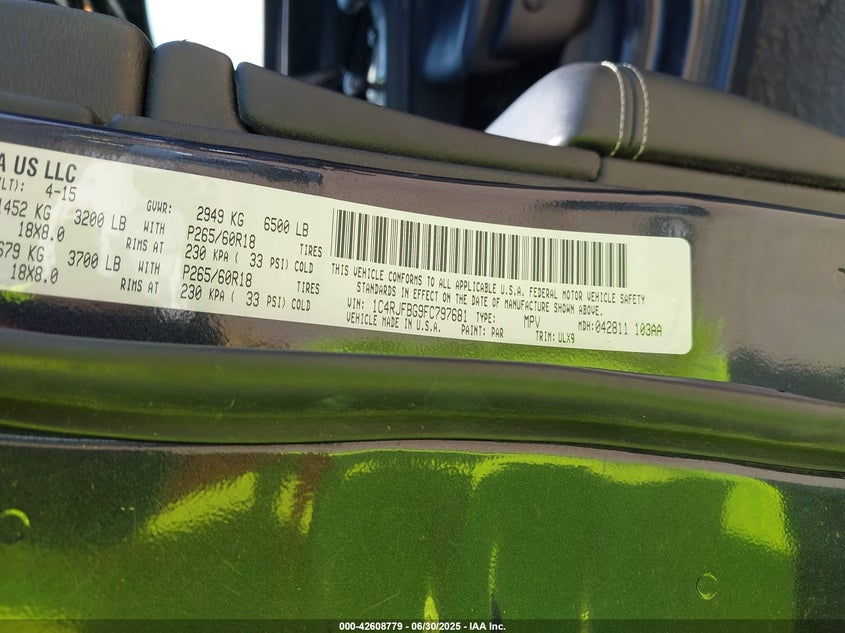 A US LLC
(LT): 4-15
GVWR: 2949 KG 6500 LB
1452 KG 3200 LB WITH P265/60R18 TIRES
18X8.0 RIMS AT 230 KPA ( 33 PSI) COLD
679 KG 3700 LB WITH P265/60R18 TIRES
18X8.0 RIMS AT 230 KPA ( 33 PSI) COLD
THIS VEHICLE CONFORMS TO ALL APPLICABLE U.S.A. FEDERAL MOTOR VEHICLE SAFETY
STANDARDS IN EFFECT ON THE DATE OF MANUFACTURE SHOWN ABOVE.
VIN: 1C4RJFBG9FC797681 TYPE: MPV MDH:042811 103AA
VEHICLE MADE IN U.S.A. PAINT: PAR TRIM: ULX9
000-42608779 - 06/30/2025 - IAA Inc.